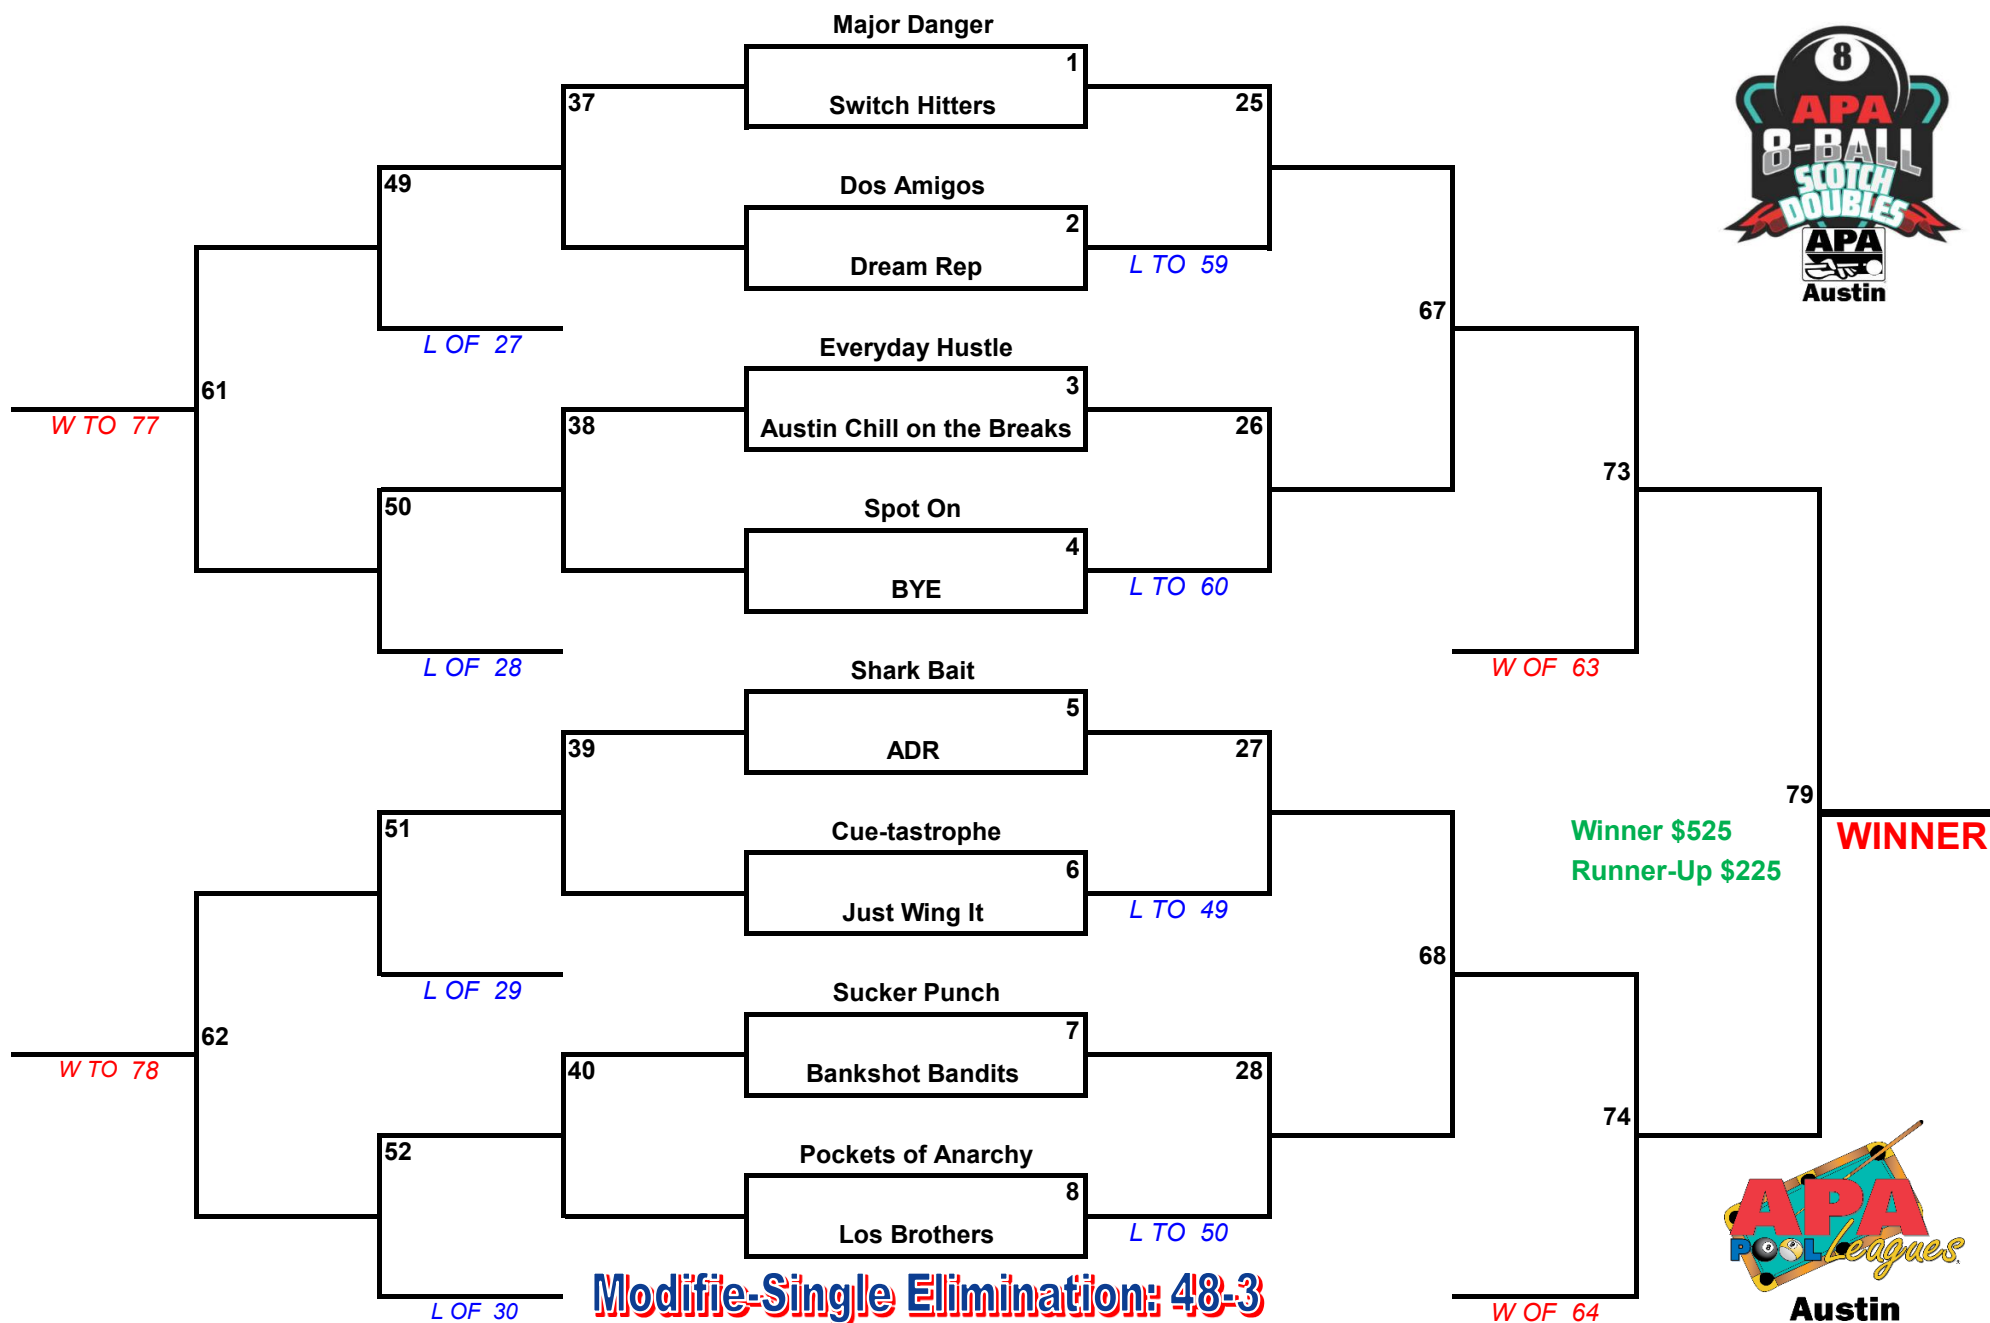 Major Danger
1
37
Switch Hitters
25
49
Dos Amigos
2
Dream Rep
L TO 59
67
L OF 27
Everyday Hustle
61
3
W TO 77
38
Austin Chill on the Breaks
26
73
50
Spot On
4
BYE
L TO 60
L OF 28
Shark Bait
W OF 63
5
39
ADR
27
79
51
Cue-tastrophe
Winner $525
WINNER
Runner-Up $225
6
Just Wing It
L TO 49
68
L OF 29
Sucker Punch
62
7
W TO 78
40
Bankshot Bandits
28
74
52
Pockets of Anarchy
8
Los Brothers
L TO 50
L OF 30
Modifie-Single Elimination: 48-3
W OF 64
8
APA
8-BALL
SCOTCH
DOUBLES
APA
Austin
APA
POOL Leagues
Austin